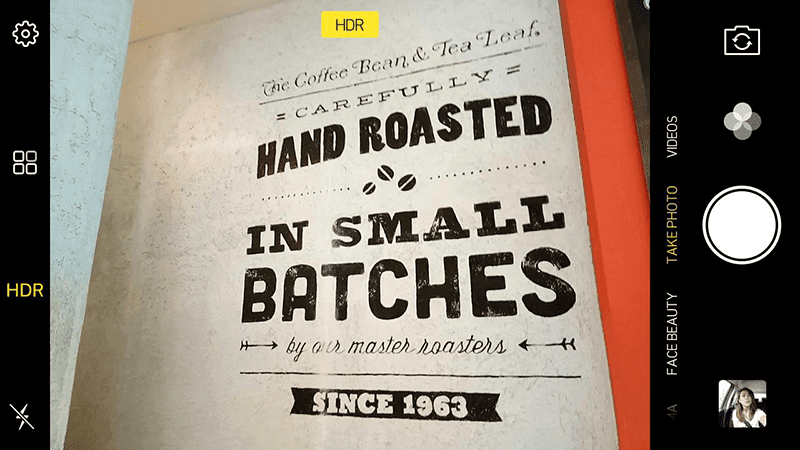 HDR
The Coffee Bean & Tea Leaf
= CAREFULLY =
HAND ROASTED
IN SMALL
BATCHES
by our master roasters
SINCE 1963
HDR
VIDEOS
TAKE PHOTO
FACE BEAUTY
MA